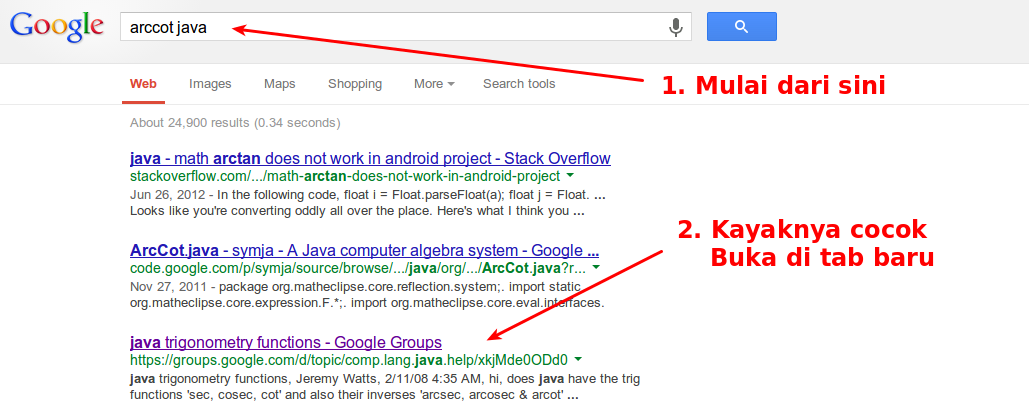 Google
arccot java
1. Mulai dari sini
Web Images Maps Shopping More Search tools
About 24,900 results (0.34 seconds)
java - math arctan does not work in android project - Stack Overflow
stackoverflow.com/.../math-arctan-does-not-work-in-android-project
Jun 26, 2012 - In the following code, float i = Float.parseFloat(a); float j = Float. ...
Looks like you're converting oddly all over the place. Here's what I think you ...
2. Kayaknya cocok
Buka di tab baru
ArcCot.java - symja - A Java computer algebra system - Google ...
code.google.com/p/symja/source/browse/.../java/org/.../ArcCot.java?r...
Nov 27, 2011 - package org.matheclipse.core.reflection.system;. import static
org.matheclipse.core.expression.F.*;. import org.matheclipse.core.eval.interfaces.
java trigonometry functions - Google Groups
https://groups.google.com/d/topic/comp.lang.java.help/xkjMde0ODd0
java trigonometry functions, Jeremy Watts, 2/11/08 4:35 AM, hi, does java have the trig
functions 'sec, cosec, cot' and also their inverses 'arcsec, arcosec & arcot' ...